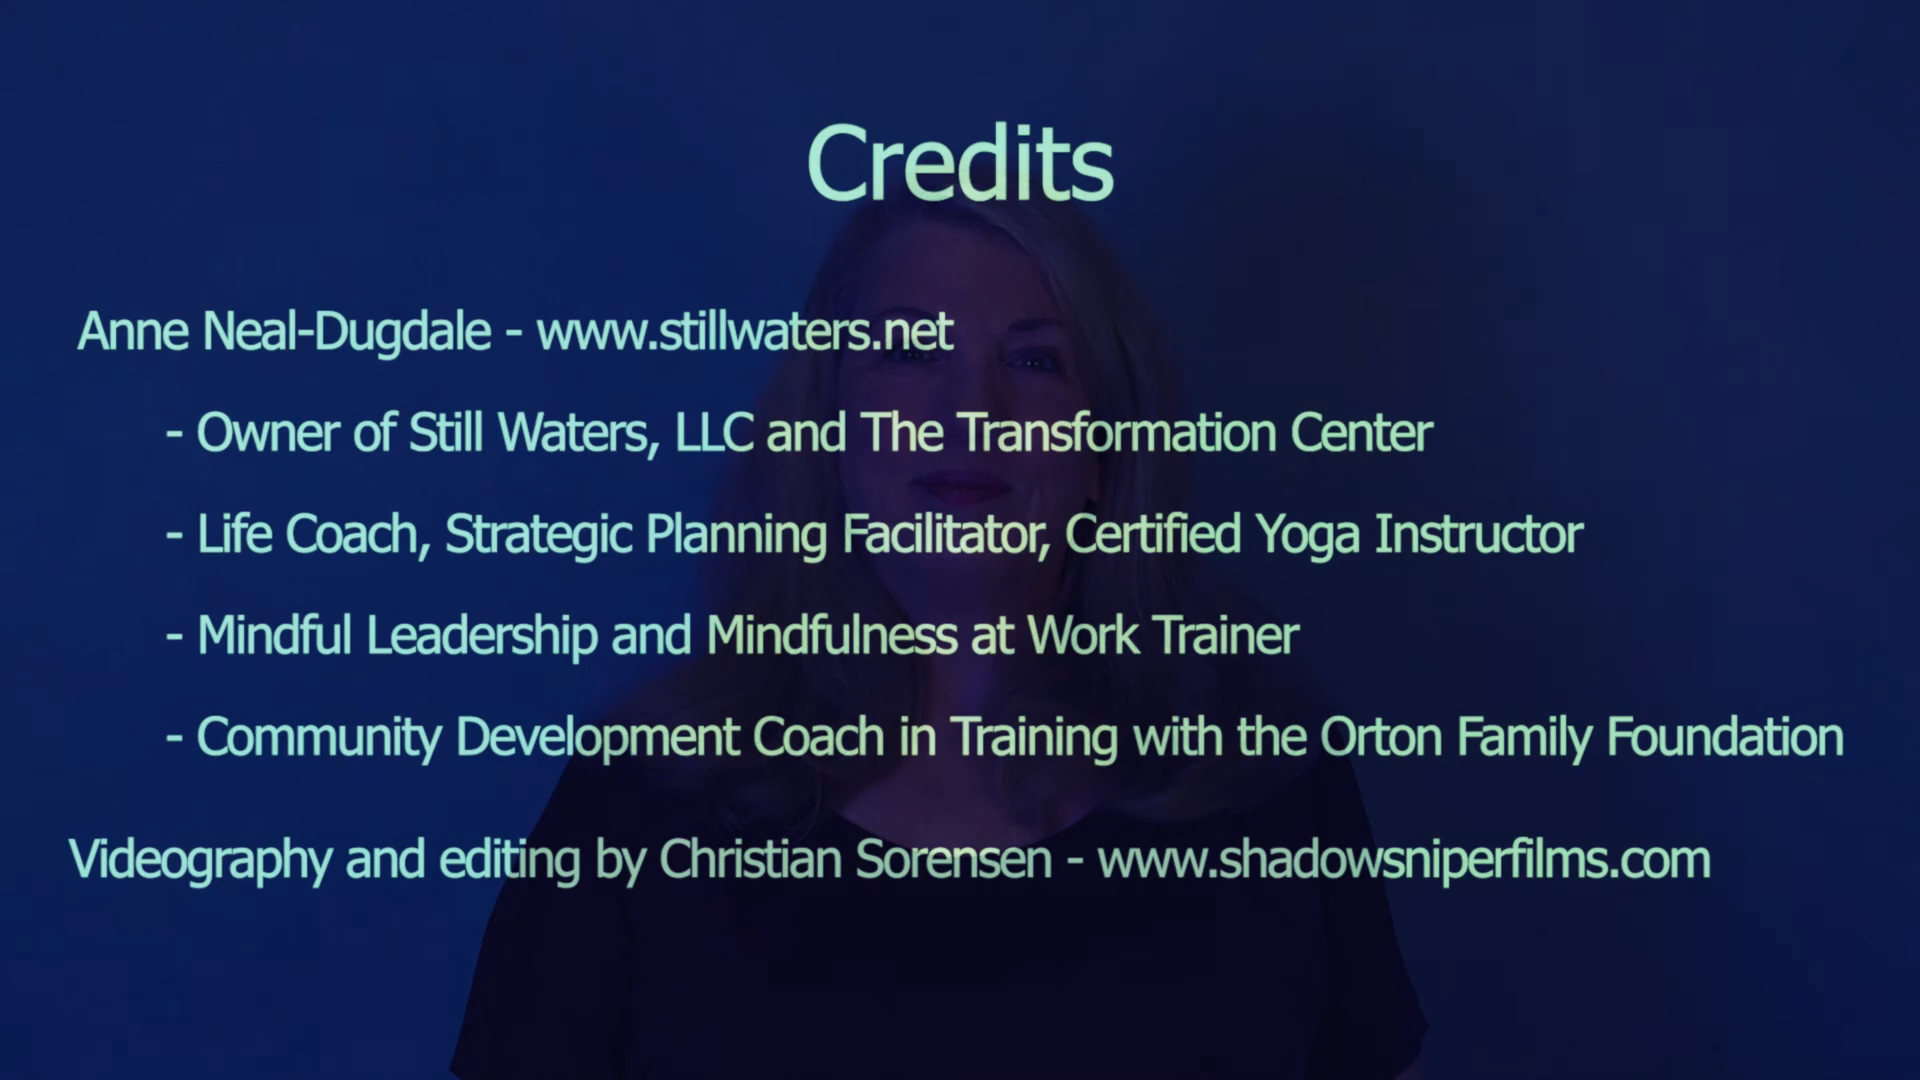 Credits
Anne Neal-Dugdale - www.stillwaters.net
- Owner of Still Waters, LLC and The Transformation Center
- Life Coach, Strategic Planning Facilitator, Certified Yoga Instructor
- Mindful Leadership and Mindfulness at Work Trainer
- Community Development Coach in Training with the Orton Family Foundation
Videography and editing by Christian Sorensen - www.shadowsniperfilms.com